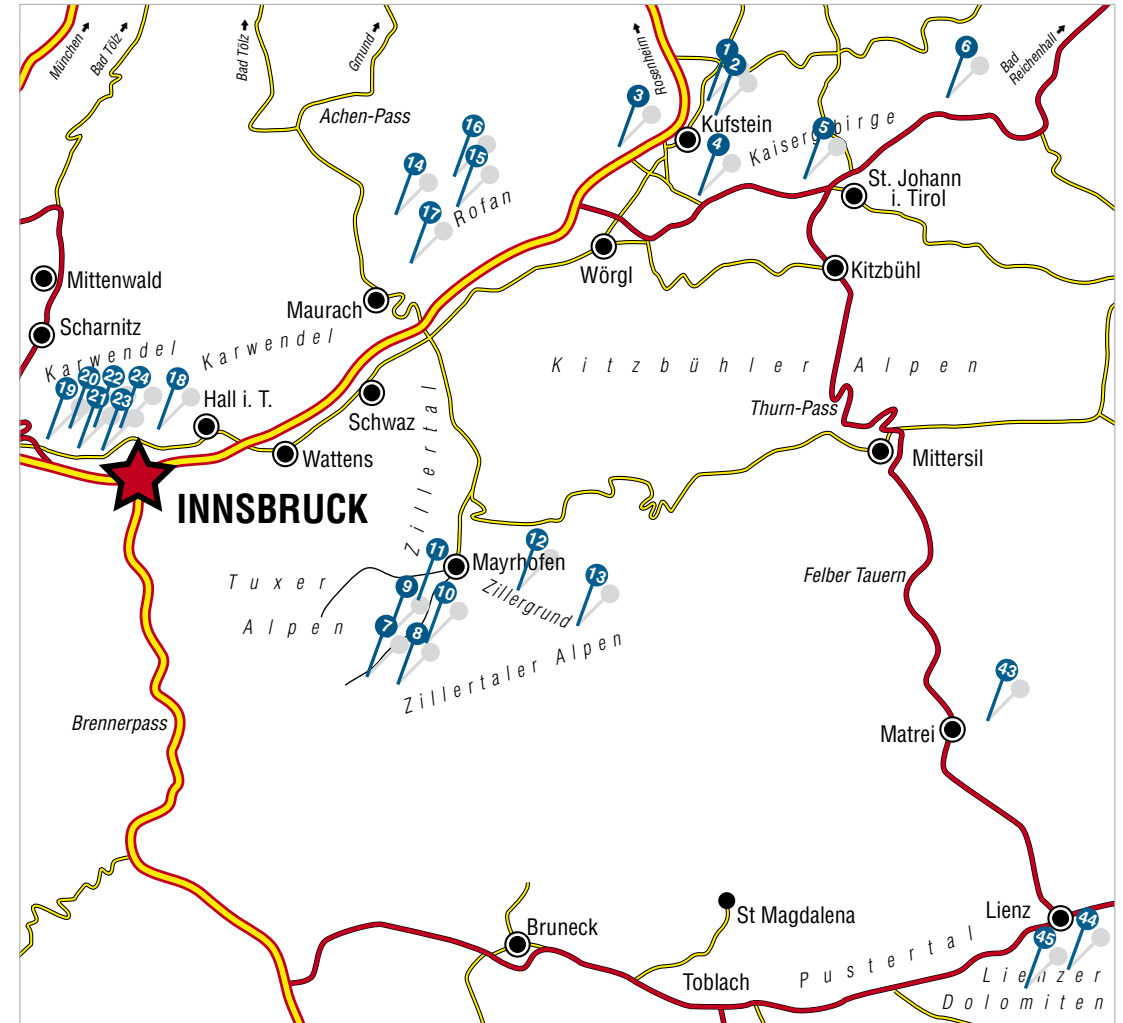 München
Bad Tölz
Bad Tölz
Gmund
Rosenheim
Bad
Reichenhall
1
2
3
4
5
6
Achen-Pass
Kufstein
Kaisergebirge
St. Johann
i. Tirol
16
15
14
17
Rofan
Wörgl
Kitzbühl
Mittenwald
Scharnitz
Maurach
Karwendel
Karwendel
19
20
21
22
23
24
18
Hall i. T.
Schwaz
Wattens
Kitzbühler Alpen
Thurn-Pass
Mittersil
INNSBRUCK
Zillertal
11
Mayrhofen
12
13
Zillergrund
Tuxer
Alpen
9
10
7
8
Zillertaler Alpen
Felber Tauern
Brennerpass
43
Matrei
Bruneck
St Magdalena
Lienz
44
45
Toblach
Pustertal
Lienzer
Dolomiten